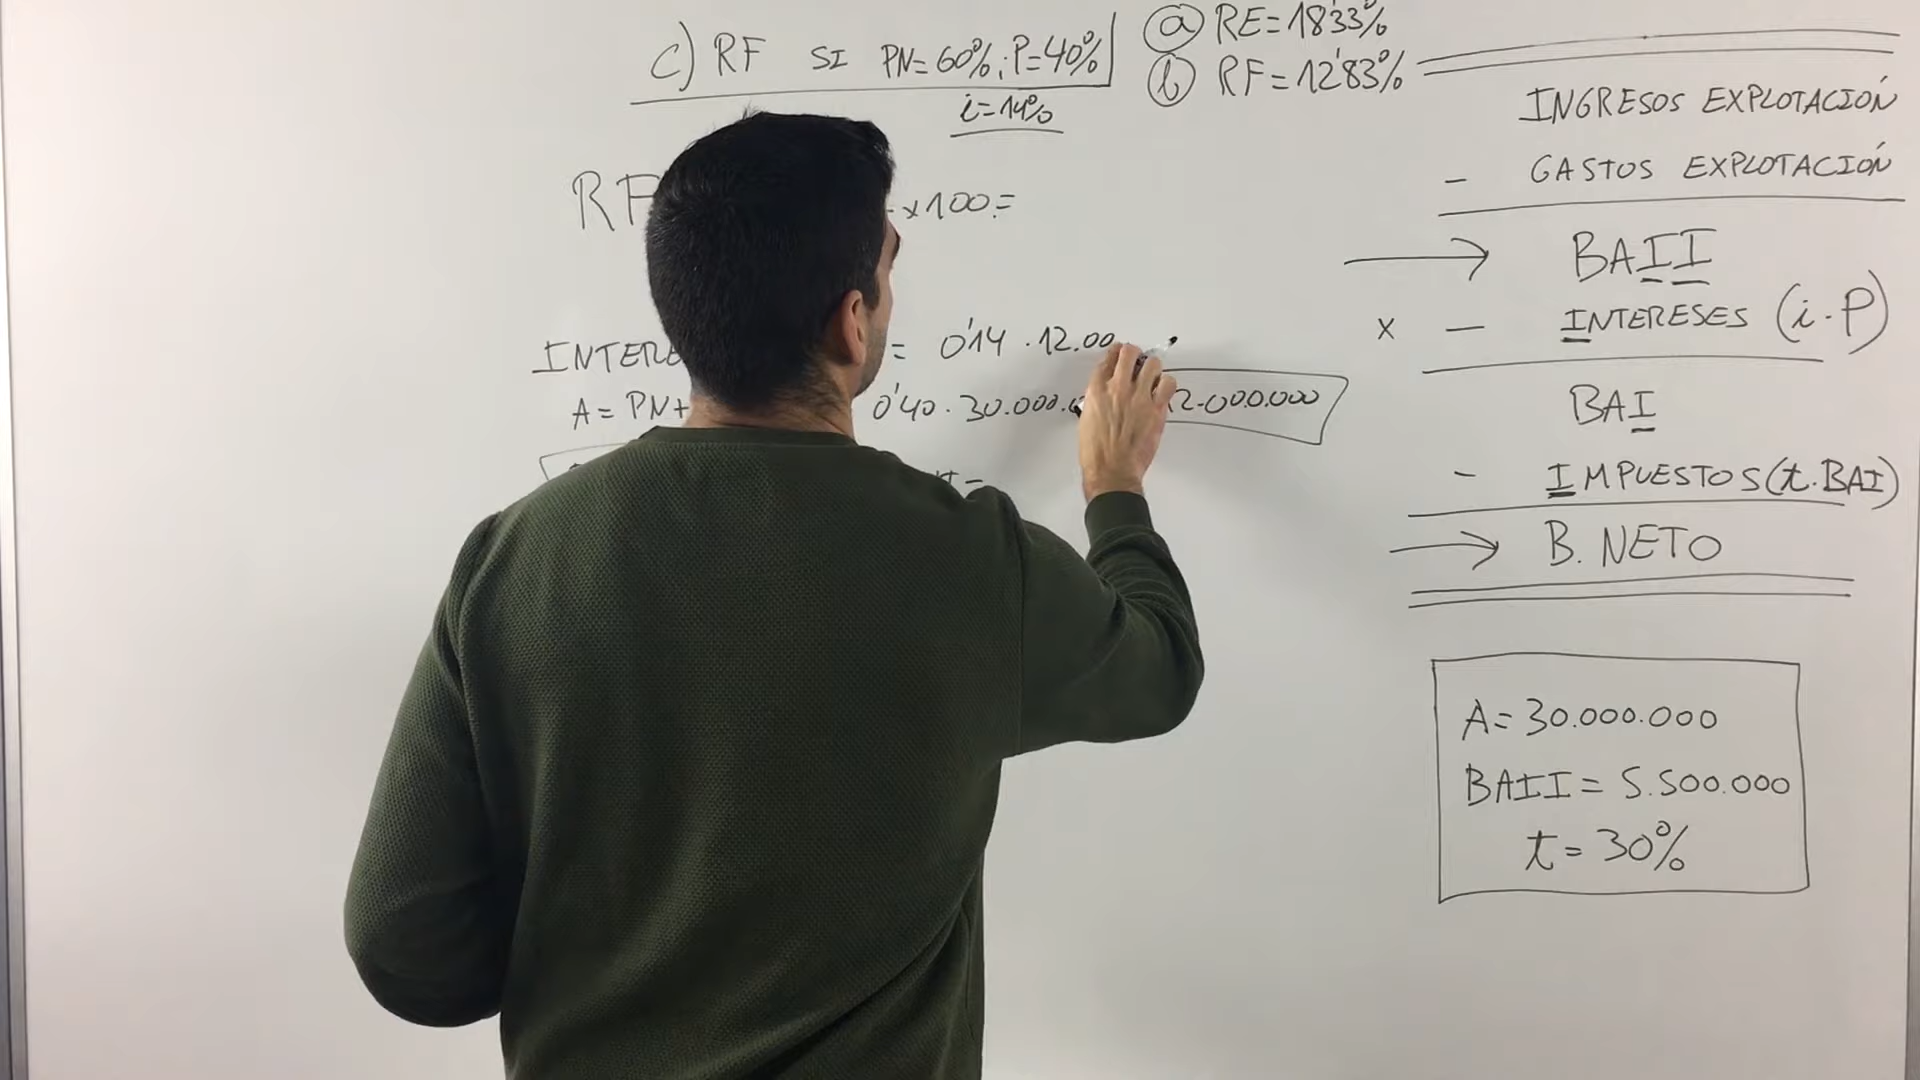 c) RF SI PN=60%; P=40%
i=14%
ⓐ RE=18'33%
ⓑ RF=12'83%
RF x100=
= 0'14 · 12.00
A= PN+ 0'40 · 30.000. 12.000.000
INGRESOS EXPLOTACIÓN
- GASTOS EXPLOTACIÓN
→ BAII
x - INTERESES (i·P)
BAI
- IMPUESTOS (t.BAI)
→ B. NETO
A=30.000.000
BAII= 5.500.000
t= 30%